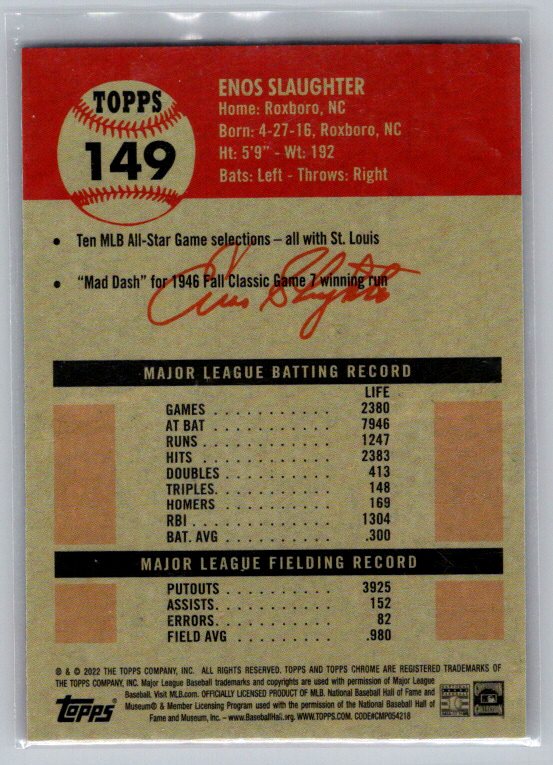 TOPPS
149
ENOS SLAUGHTER
Home: Roxboro, NC
Born: 4-27-16, Roxboro, NC
Ht: 5'9" - Wt: 192
Bats: Left - Throws: Right
• Ten MLB All-Star Game selections – all with St. Louis
• "Mad Dash" for 1946 Fall Classic Game 7 winning run
Enos Slaughter
MAJOR LEAGUE BATTING RECORD
LIFE
GAMES . . . . . . . . . . . 2380
AT BAT . . . . . . . . . . . 7946
RUNS . . . . . . . . . . . 1247
HITS . . . . . . . . . . . 2383
DOUBLES . . . . . . . . . . 413
TRIPLES. . . . . . . . . . . 148
HOMERS . . . . . . . . . . 169
RBI . . . . . . . . . . . . 1304
BAT. AVG . . . . . . . . . . .300
MAJOR LEAGUE FIELDING RECORD
PUTOUTS . . . . . . . . . . 3925
ASSISTS. . . . . . . . . . . 152
ERRORS. . . . . . . . . . . 82
FIELD AVG . . . . . . . . . .980
® & © 2022 THE TOPPS COMPANY, INC. ALL RIGHTS RESERVED. TOPPS AND TOPPS CHROME ARE REGISTERED TRADEMARKS OF
THE TOPPS COMPANY, INC. Major League Baseball trademarks and copyrights are used with permission of Major League
Baseball. Visit MLB.com. OFFICIALLY LICENSED PRODUCT OF MLB. National Baseball Hall of Fame and
Museum® & Member Licensing Program used with the permission of the National Baseball Hall of
Fame and Museum, Inc. – www.BaseballHall.org. WWW.TOPPS.COM. CODE#CMP054218
topps